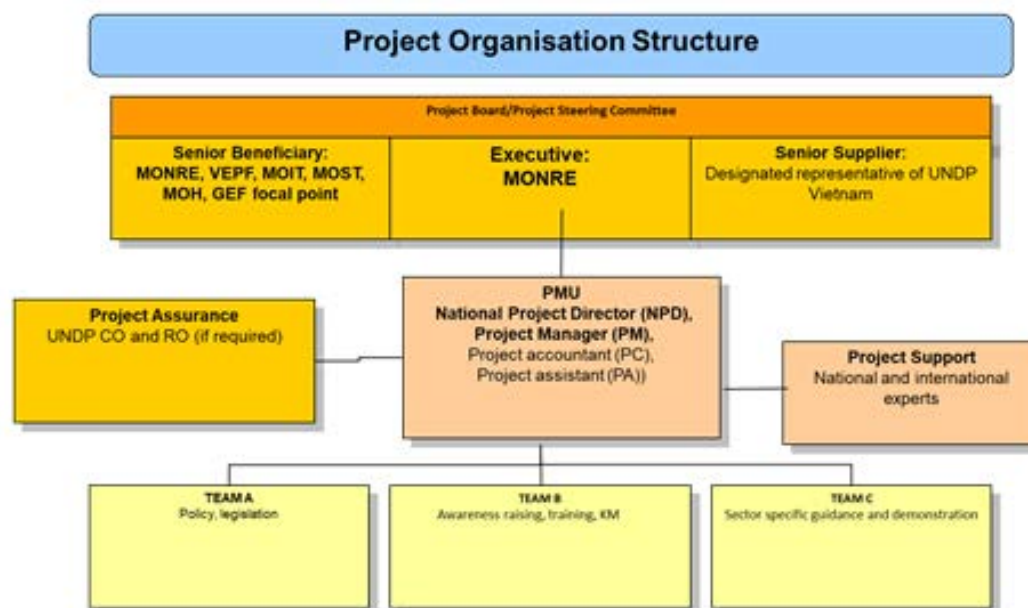 Project Organisation Structure
Project Board/Project Steering Committee
Senior Beneficiary:
MONRE, VEPF, MOIT, MOST,
MOH, GEF focal point
Executive:
MONRE
Senior Supplier:
Designated representative of UNDP
Vietnam
Project Assurance
UNDP CO and RO (if required)
PMU
National Project Director (NPD),
Project Manager (PM),
Project accountant (PC),
Project assistant (PA))
Project Support
National and international
experts
TEAM A
Policy, legislation
TEAM B
Awareness raising, training, KM
TEAM C
Sector specific guidance and demonstration